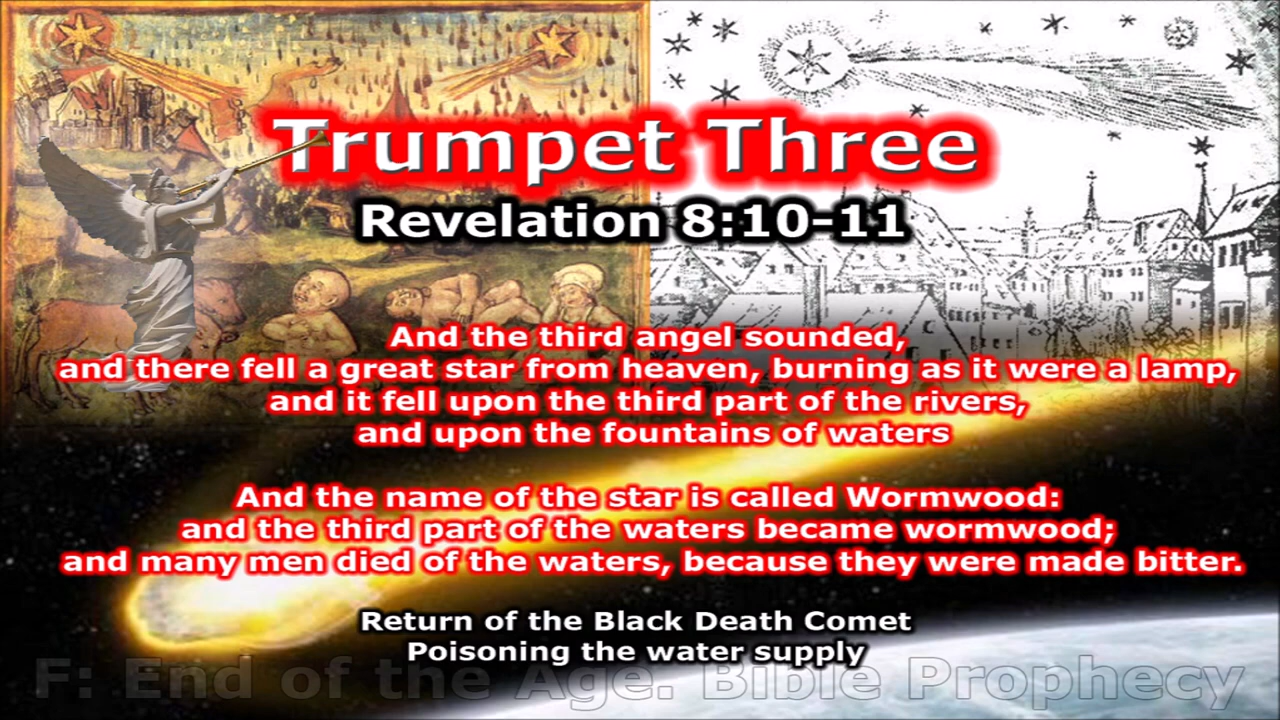 Trumpet Three
Revelation 8:10-11
And the third angel sounded,
and there fell a great star from heaven, burning as it were a lamp,
and it fell upon the third part of the rivers,
and upon the fountains of waters
And the name of the star is called Wormwood:
and the third part of the waters became wormwood;
and many men died of the waters, because they were made bitter.
Return of the Black Death Comet
Poisoning the water supply
F: End of the Age. Bible Prophecy